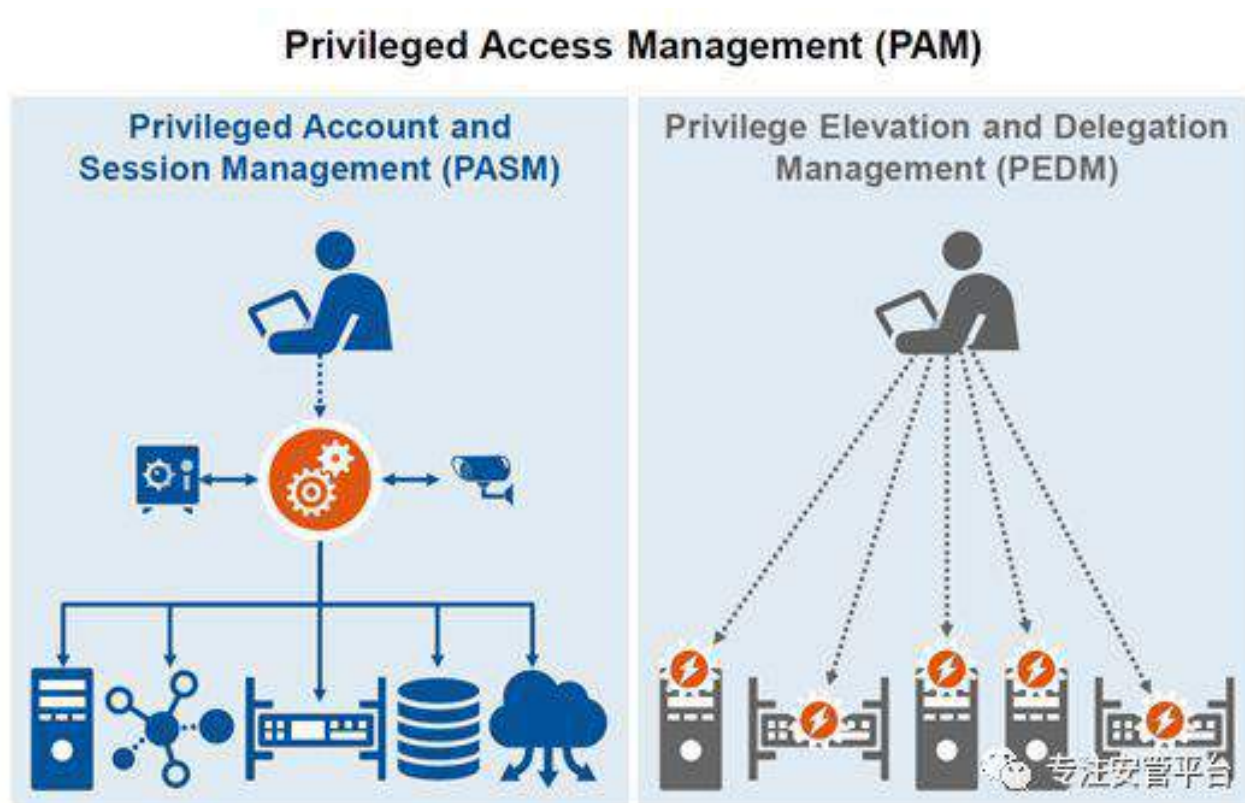 Privileged Access Management (PAM)
Privileged Account and
Session Management (PASM)
Privilege Elevation and Delegation
Management (PEDM)
专注安管平台